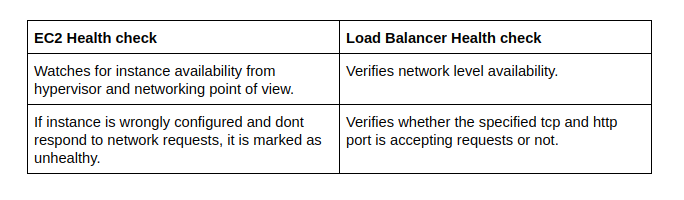 EC2 Health check
Load Balancer Health check
Watches for instance availability from
hypervisor and networking point of view.
Verifies network level availability.
If instance is wrongly configured and dont
respond to network requests, it is marked as
unhealthy.
Verifies whether the specified tcp and http
port is accepting requests or not.